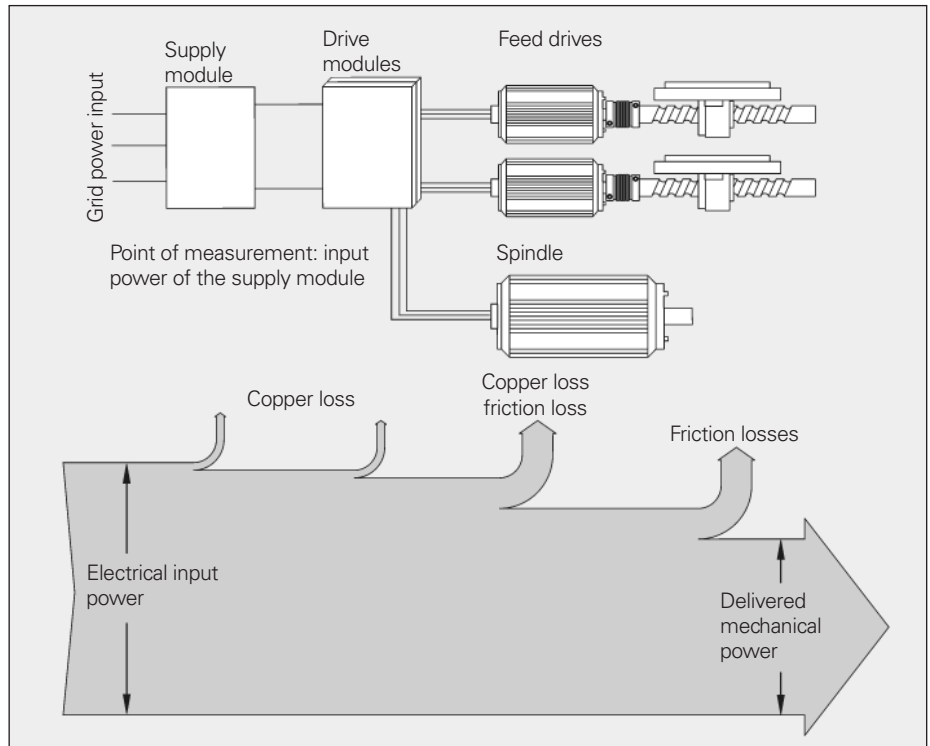 Supply
module
Drive
modules
Feed drives
Grid power input
Point of measurement: input
power of the supply module
Spindle
Copper loss
Copper loss
friction loss
Friction losses
Electrical input
power
Delivered
mechanical
power